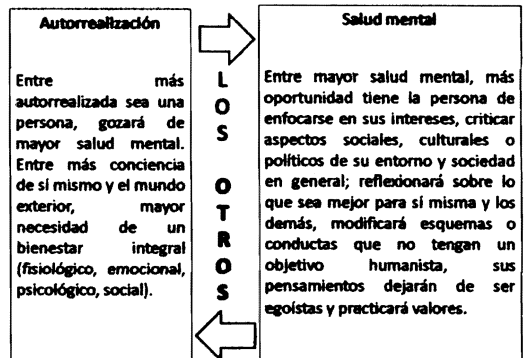 Autorrealización
Entre más
autorrealizada sea una
persona, gozará de
mayor salud mental.
Entre más conciencia
de sí mismo y el mundo
exterior, mayor
necesidad de un
bienestar integral
(fisiológico, emocional,
psicológico, social).
L
O
S
O
T
R
O
S
Salud mental
Entre mayor salud mental, más
oportunidad tiene la persona de
enfocarse en sus intereses, criticar
aspectos sociales, culturales o
políticos de su entorno y sociedad
en general; reflexionará sobre lo
que sea mejor para sí misma y los
demás, modificará esquemas o
conductas que no tengan un
objetivo humanista, sus
pensamientos dejarán de ser
egoístas y practicará valores.